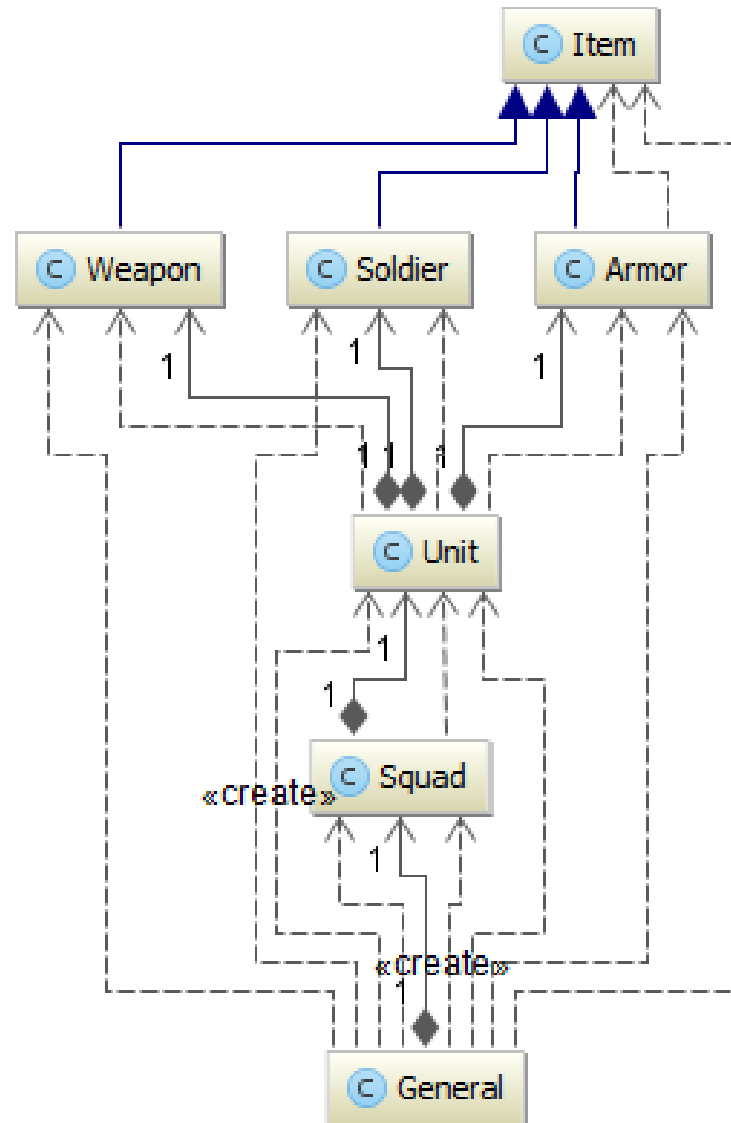 C Item
C Weapon
C Soldier
C Armor
1
1
1
1
1
1
C Unit
1
1
C Squad
«create»
1
«create»
1
C General